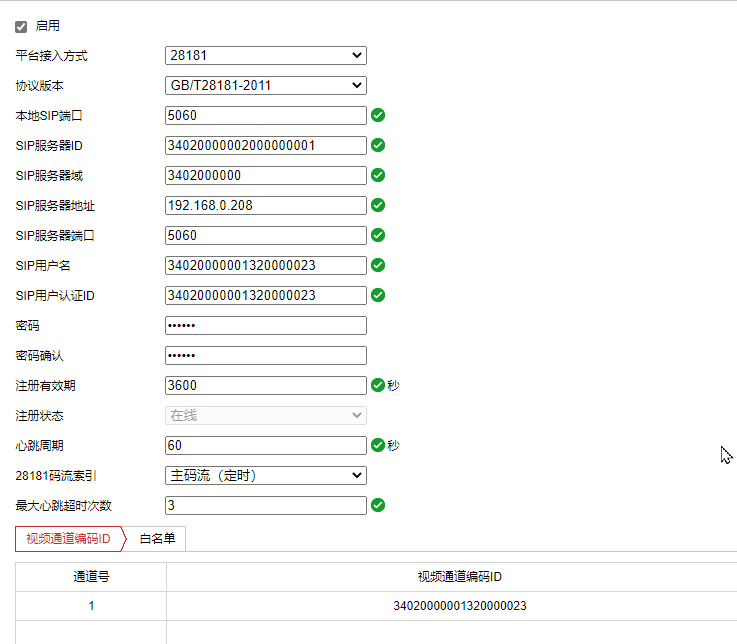 启用
平台接入方式 28181
协议版本 GB/T28181-2011
本地SIP端口 5060
SIP服务器ID 34020000002000000001
SIP服务器域 3402000000
SIP服务器地址 192.168.0.208
SIP服务器端口 5060
SIP用户名 34020000001320000023
SIP用户认证ID 34020000001320000023
密码 ••••••
密码确认 ••••••
注册有效期 3600 秒
注册状态 在线
心跳周期 60 秒
28181码流索引 主码流（定时）
最大心跳超时次数 3
视频通道编码ID 白名单
通道号 视频通道编码ID
1 34020000001320000023